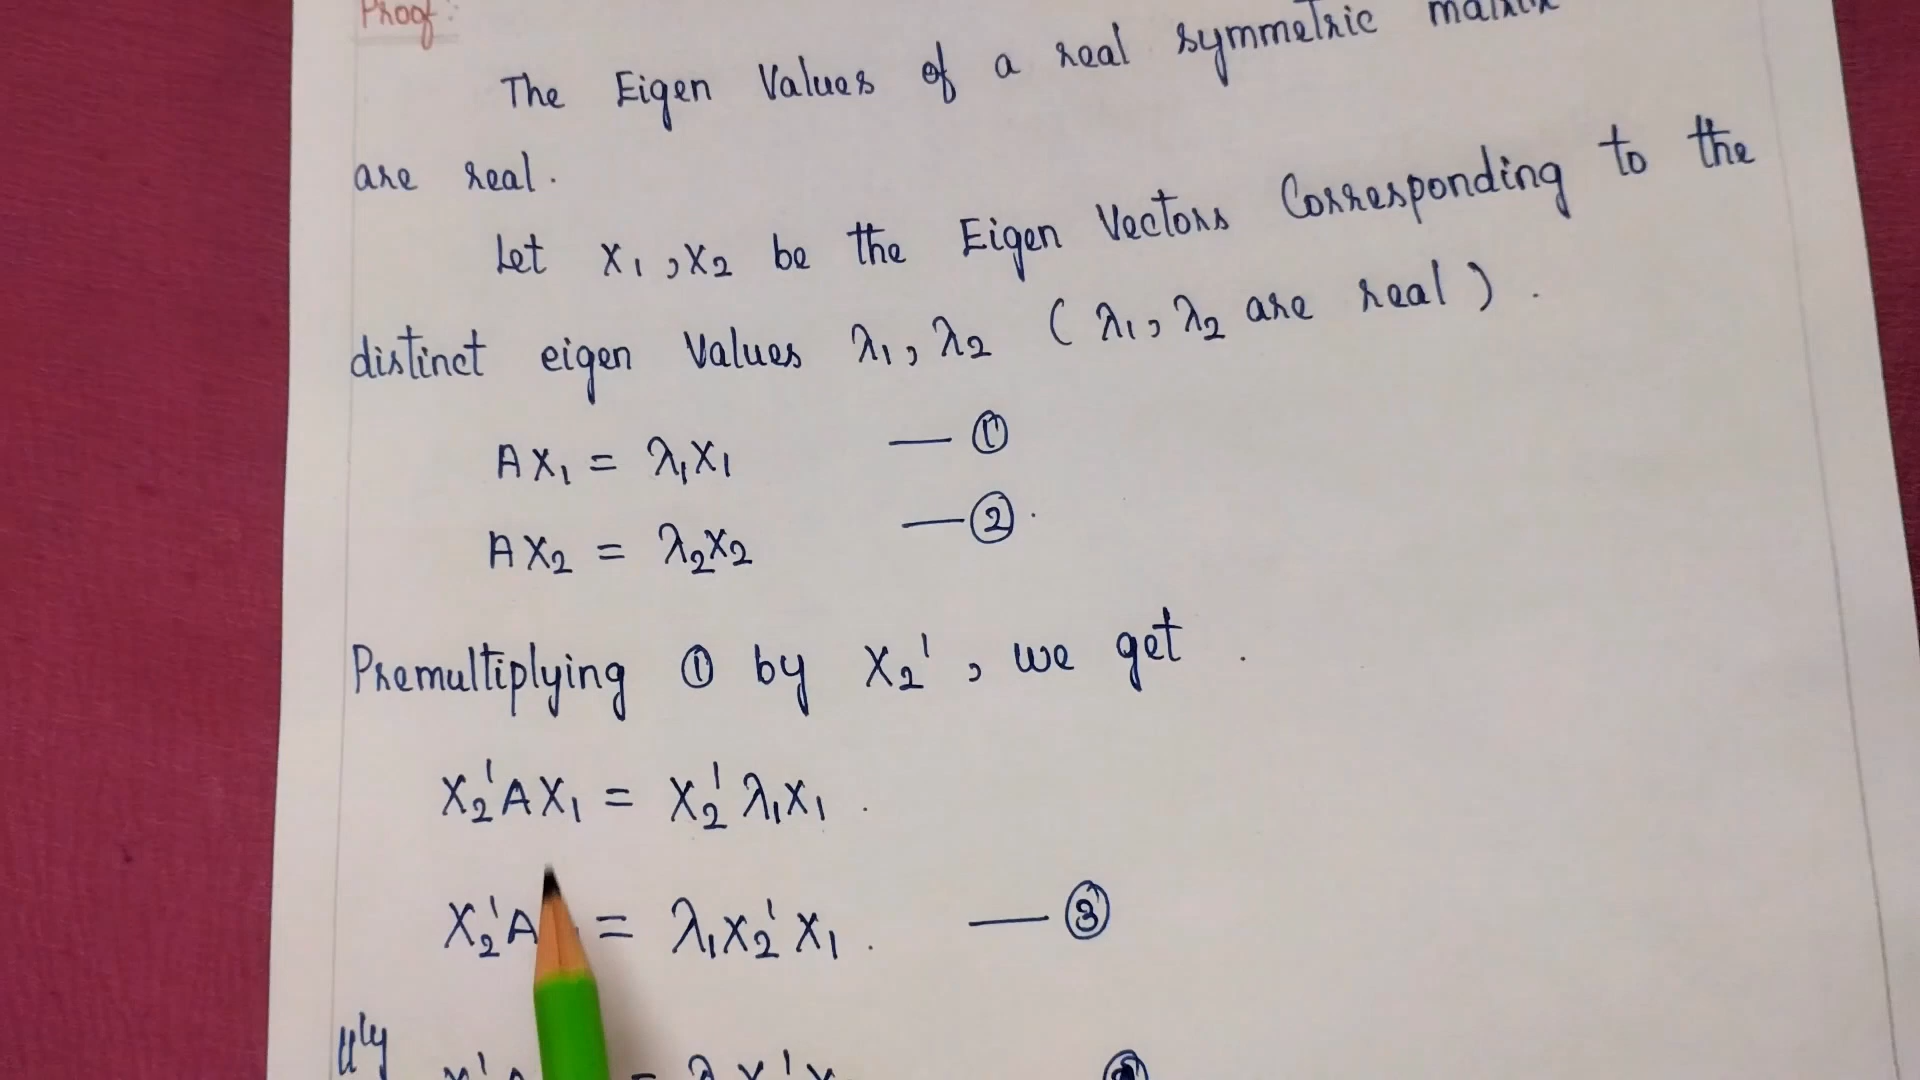 Proof:
The Eigen Values of a real symmetric matrix
are real.
Let X₁, X₂ be the Eigen Vectors Corresponding to the
distinct eigen Values λ₁, λ₂ ( λ₁, λ₂ are real ) .
AX₁ = λ₁X₁ — ①
AX₂ = λ₂X₂ — ② .
Premultiplying ① by X₂', we get .
X₂'AX₁ = X₂'λ₁X₁ .
X₂'A = λ₁X₂'X₁ . — ③
lllly